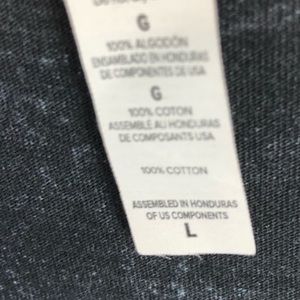 G
100% ALGODÓN
ENSAMBLADO EN HONDURAS
DE COMPONENTES DE USA
G
100% COTON
ASSEMBLÉ AU HONDURAS
DE COMPOSANTS USA
100% COTTON
ASSEMBLED IN HONDURAS
OF US COMPONENTS
L